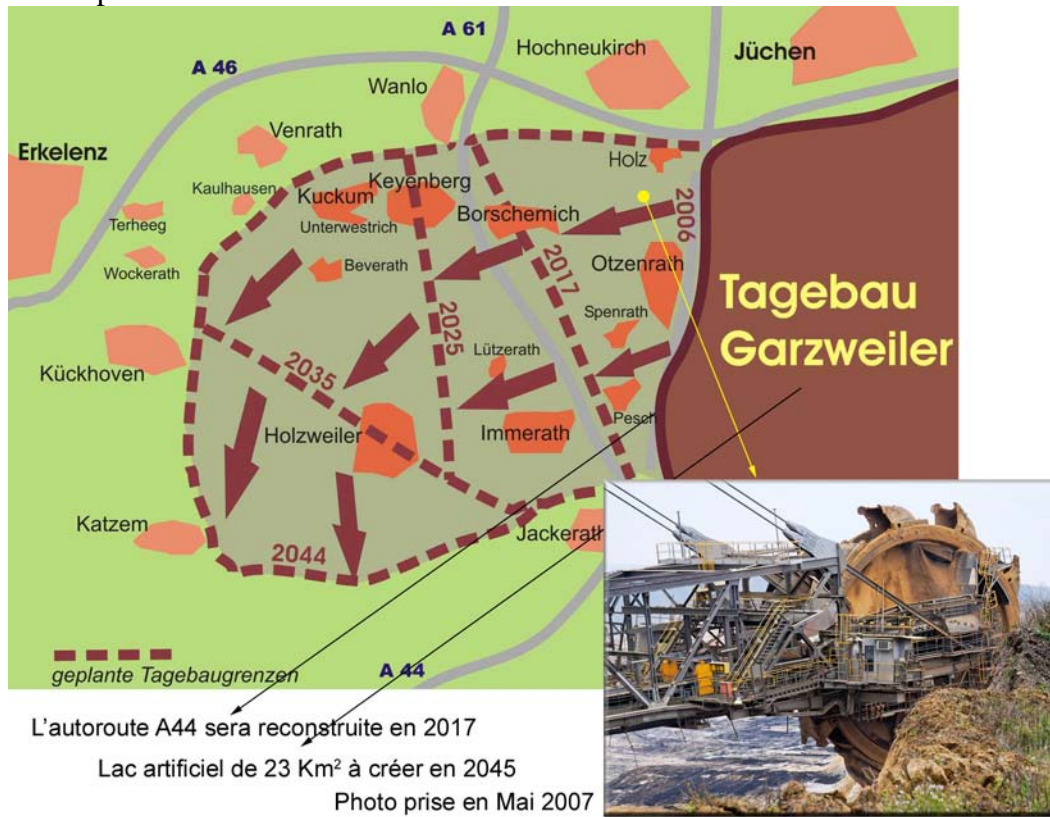 A 61
Hochneukirch
Jüchen
A 46
Wanlo
Venrath
Erkelenz
Holz
Kaulhausen
Keyenberg
Kuckum
Borschemich
2006
Terheeg
Unterwestrich
Wockerath
Beverath
Otzenrath
2017
2025
Spenrath
Tagebau
Garzweiler
Lützerath
2035
Kückhoven
Pesch
Holzweiler
Immerath
Katzem
Jackerath
2044
geplante Tagebaugrenzen
A 44
L'autoroute A44 sera reconstruite en 2017
Lac artificiel de 23 Km² à créer en 2045
Photo prise en Mai 2007